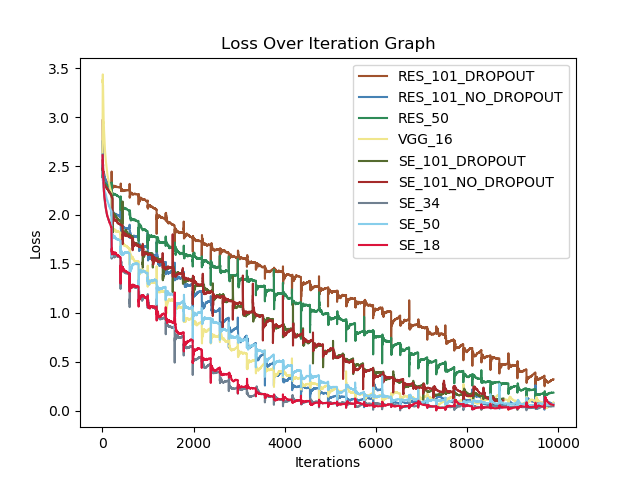 Loss Over Iteration Graph
3.5
3.0
2.5
2.0
1.5
1.0
0.5
0.0
Loss
RES_101_DROPOUT
RES_101_NO_DROPOUT
RES_50
VGG_16
SE_101_DROPOUT
SE_101_NO_DROPOUT
SE_34
SE_50
SE_18
0 2000 4000 6000 8000 10000
Iterations